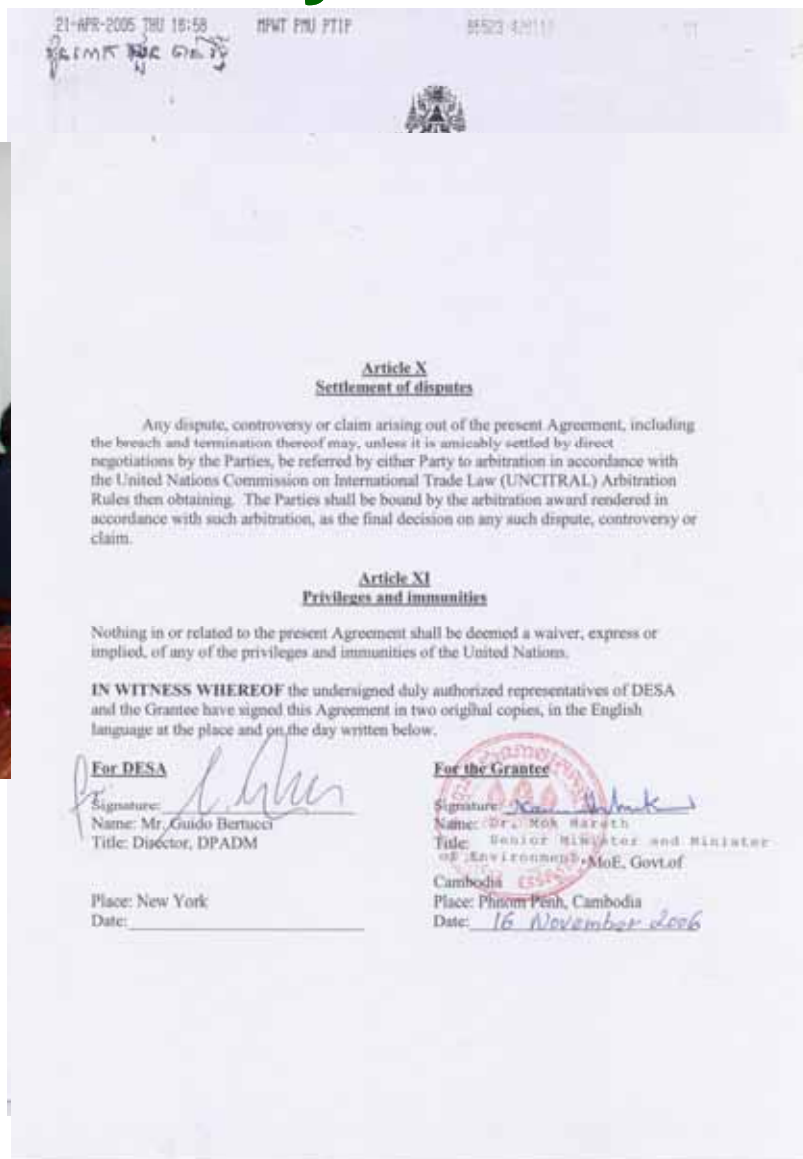 21-APR-2005 THU 16:58 MPWT PMU PTIP
Article X
Settlement of disputes
Any dispute, controversy or claim arising out of the present Agreement, including
the breach and termination thereof may, unless it is amicably settled by direct
negotiations by the Parties, be referred by either Party to arbitration in accordance with
the United Nations Commission on International Trade Law (UNCITRAL) Arbitration
Rules then obtaining. The Parties shall be bound by the arbitration award rendered in
accordance with such arbitration, as the final decision on any such dispute, controversy or
claim.
Article XI
Privileges and immunities
Nothing in or related to the present Agreement shall be deemed a waiver, express or
implied, of any of the privileges and immunities of the United Nations.
IN WITNESS WHEREOF the undersigned duly authorized representatives of DESA
and the Grantee have signed this Agreement in two original copies, in the English
language at the place and on the day written below.
For DESA
Signature:
Name: Mr. Guido Bertucci
Title: Director, DPADM
Place: New York
Date:
For the Grantee
Signature:
Name: Dr. Mok Mareth
Title: Senior Minister and Minister
of Environment, MoE, Govt.of
Cambodia
Place: Phnom Penh, Cambodia
Date: 16 November 2006